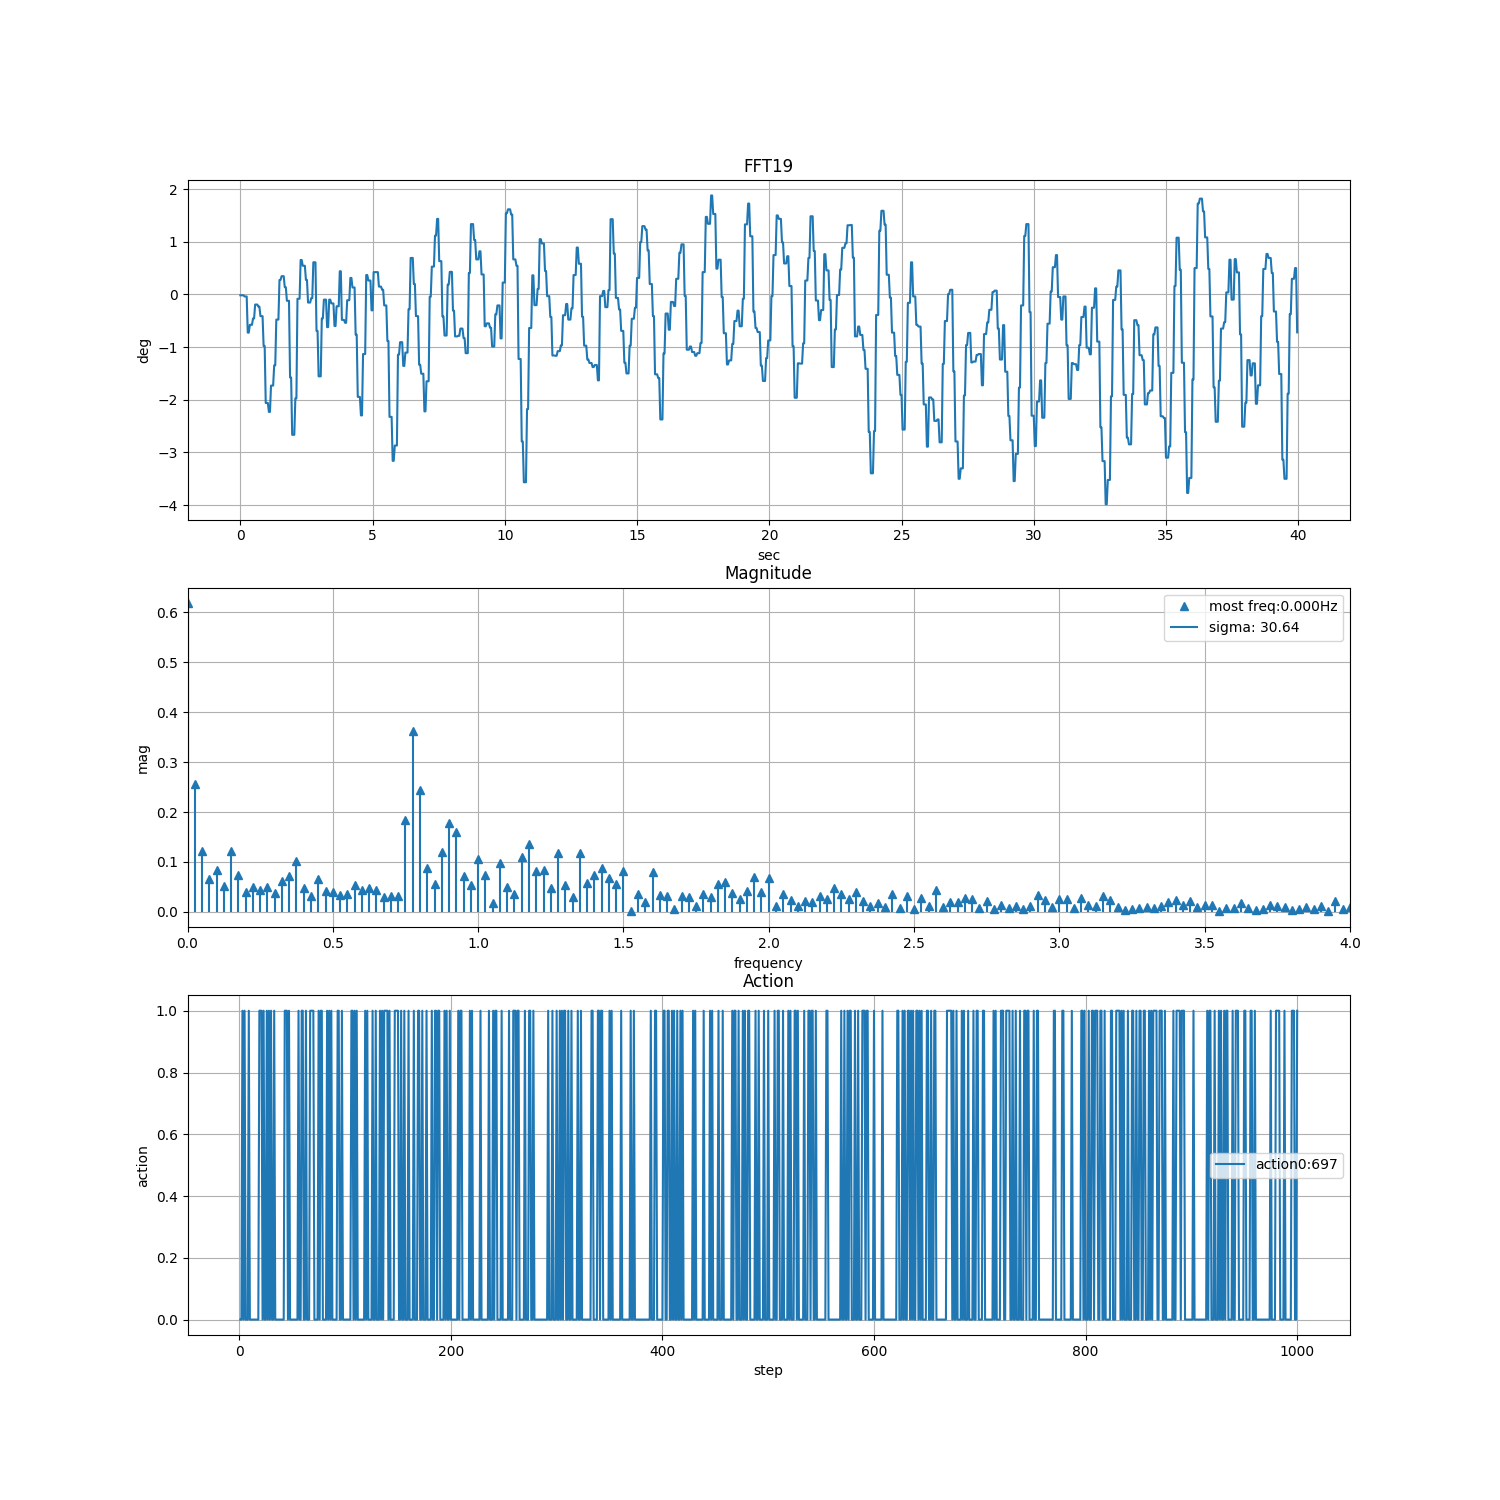 FFT19
2
1
0
−1
−2
−3
−4
deg
0 5 10 15 20 25 30 35 40
sec
Magnitude
0.6
0.5
0.4
0.3
0.2
0.1
0.0
mag
most freq:0.000Hz
sigma: 30.64
0.0 0.5 1.0 1.5 2.0 2.5 3.0 3.5 4.0
frequency
Action
1.0
0.8
0.6
0.4
0.2
0.0
action
action0:697
0 200 400 600 800 1000
step